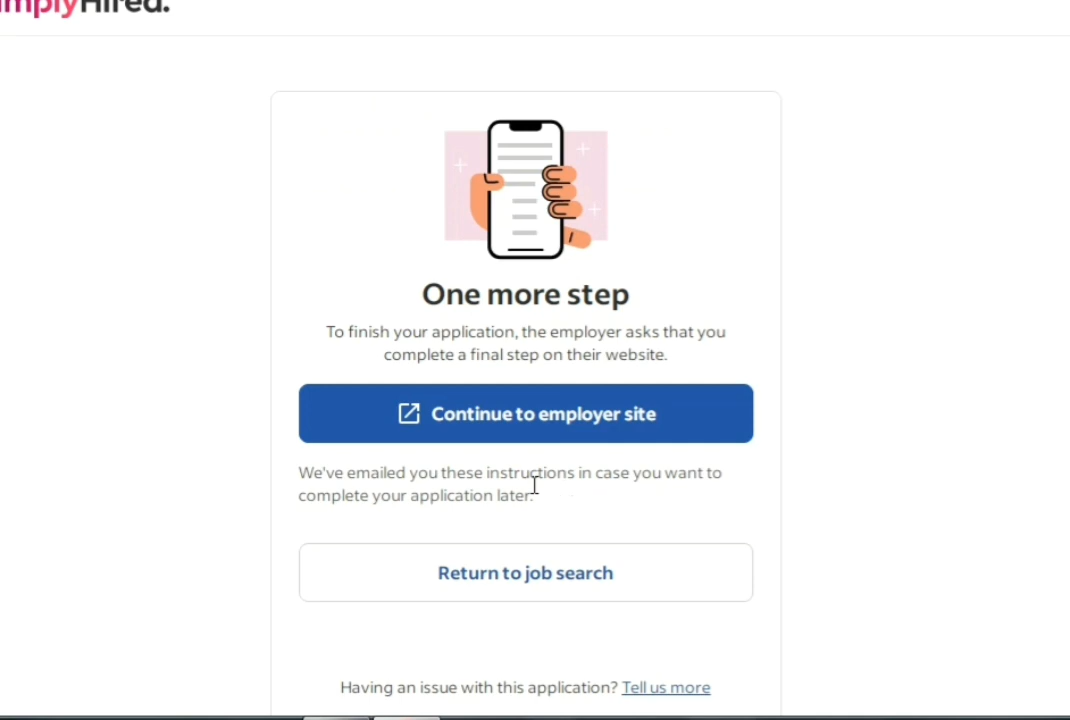 mplyHired.
One more step
To finish your application, the employer asks that you
complete a final step on their website.
Continue to employer site
We've emailed you these instructions in case you want to
complete your application later.
Return to job search
Having an issue with this application? Tell us more